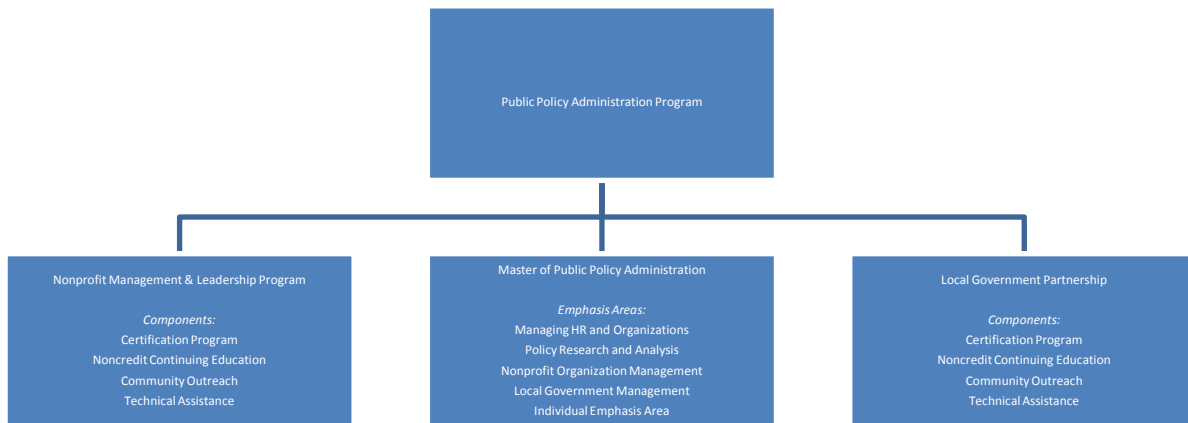 Public Policy Administration Program
Nonprofit Management & Leadership Program
Components:
Certification Program
Noncredit Continuing Education
Community Outreach
Technical Assistance
Master of Public Policy Administration
Emphasis Areas:
Managing HR and Organizations
Policy Research and Analysis
Nonprofit Organization Management
Local Government Management
Individual Emphasis Area
Local Government Partnership
Components:
Certification Program
Noncredit Continuing Education
Community Outreach
Technical Assistance